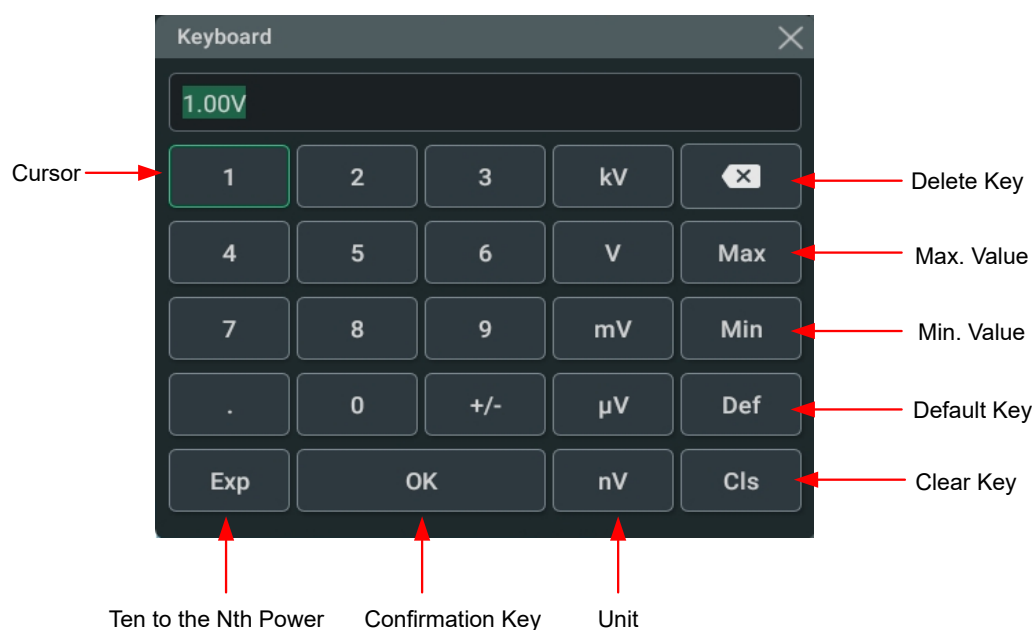 Keyboard
1.00V
Cursor
1
2
3
kV
Delete Key
4
5
6
V
Max
Max. Value
7
8
9
mV
Min
Min. Value
.
0
+/-
µV
Def
Default Key
Exp
OK
nV
Cls
Clear Key
Ten to the Nth Power
Confirmation Key
Unit